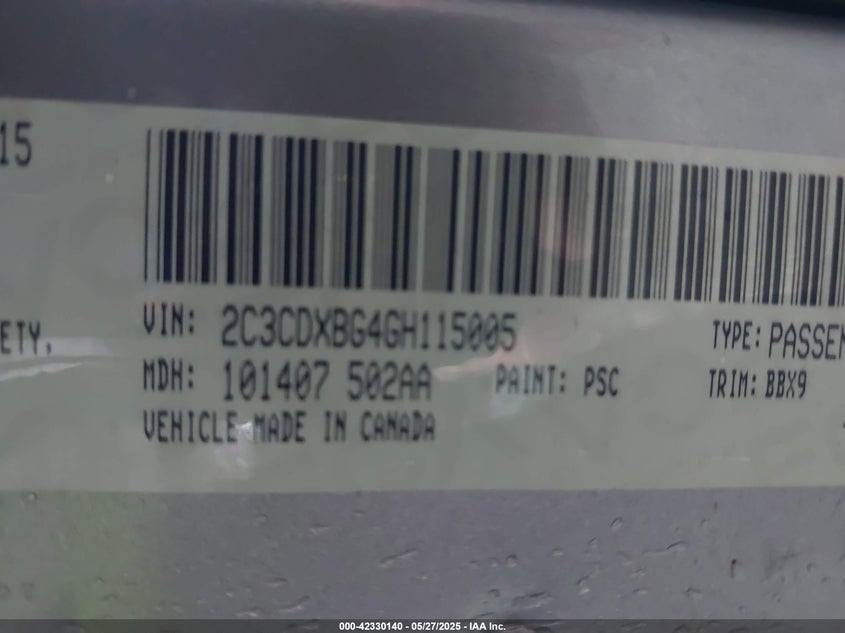 15
VIN: 2C3CDXBG4GH115005
TYPE: PASSEN
ETY,
MDH: 101407 502AA
PAINT: PSC
TRIM: BBX9
VEHICLE MADE IN CANADA
000-42330140 - 05/27/2025 - IAA Inc.